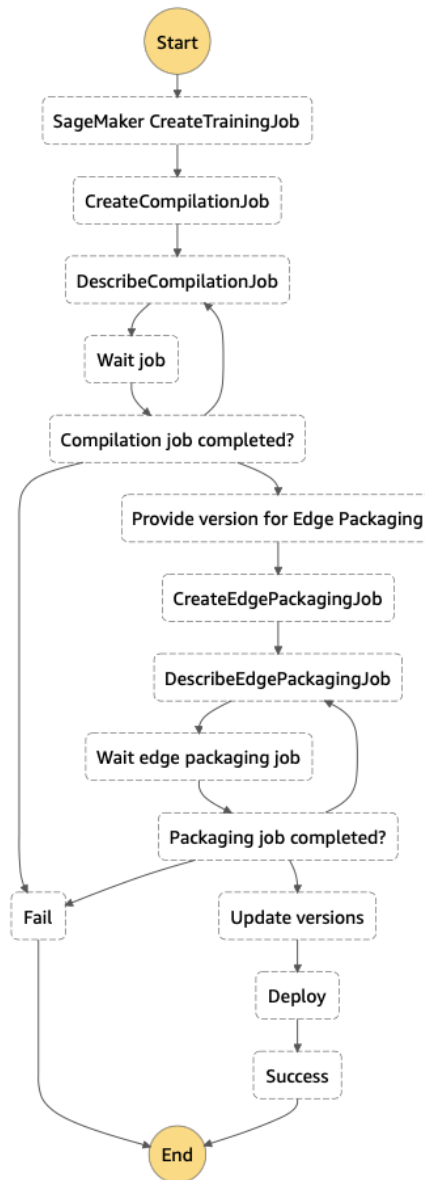 Start
SageMaker CreateTrainingJob
CreateCompilationJob
DescribeCompilationJob
Wait job
Compilation job completed?
Provide version for Edge Packaging
CreateEdgePackagingJob
DescribeEdgePackagingJob
Wait edge packaging job
Packaging job completed?
Fail
Update versions
Deploy
Success
End